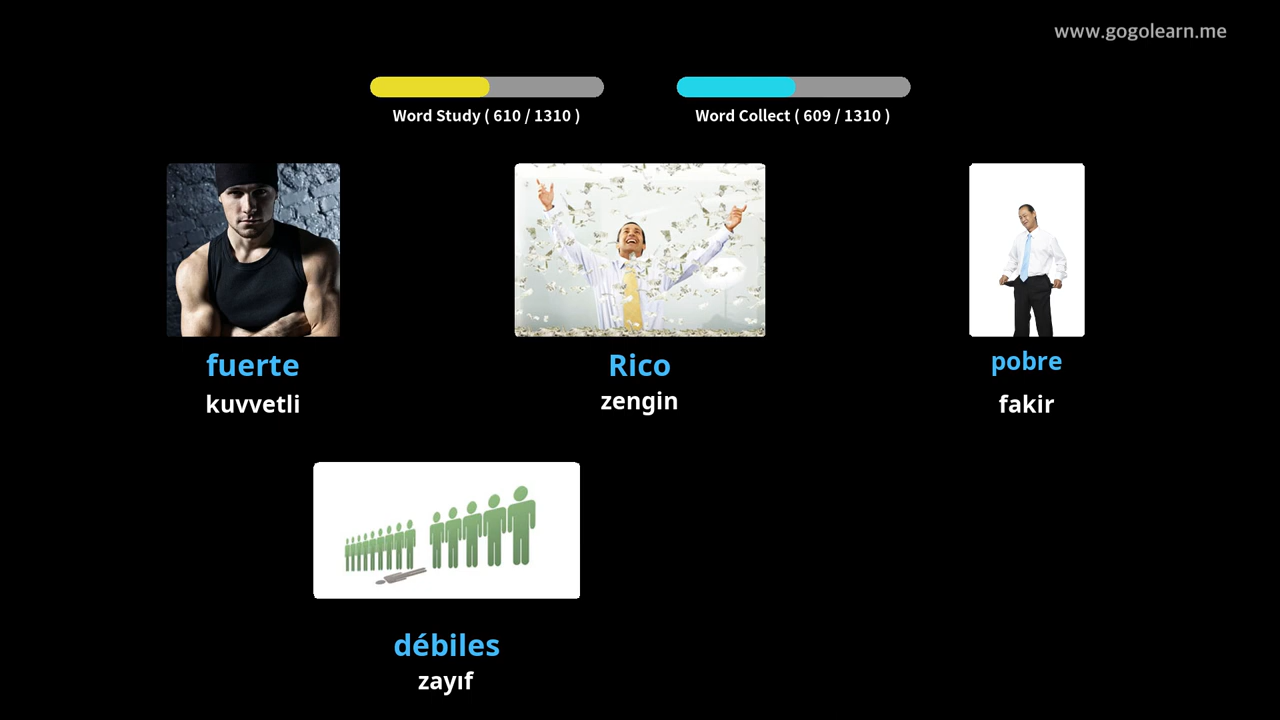 www.gogolearn.me
Word Study ( 610 / 1310 )
Word Collect ( 609 / 1310 )
fuerte
kuvvetli
Rico
zengin
pobre
fakir
débiles
zayıf